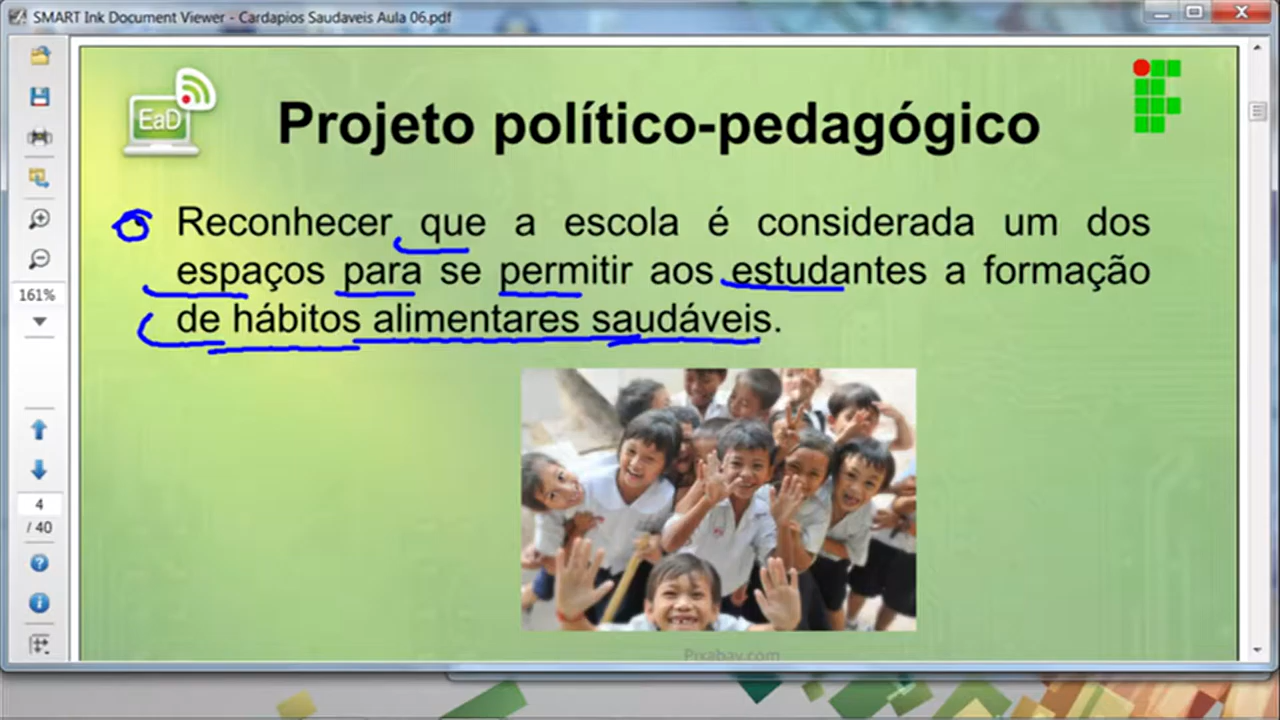 SMART Ink Document Viewer - Cardapios Saudaveis Aula 06.pdf
EaD
Projeto político-pedagógico
Reconhecer que a escola é considerada um dos
espaços para se permitir aos estudantes a formação
de hábitos alimentares saudáveis.
161%
4
/ 40
Pixabay.com